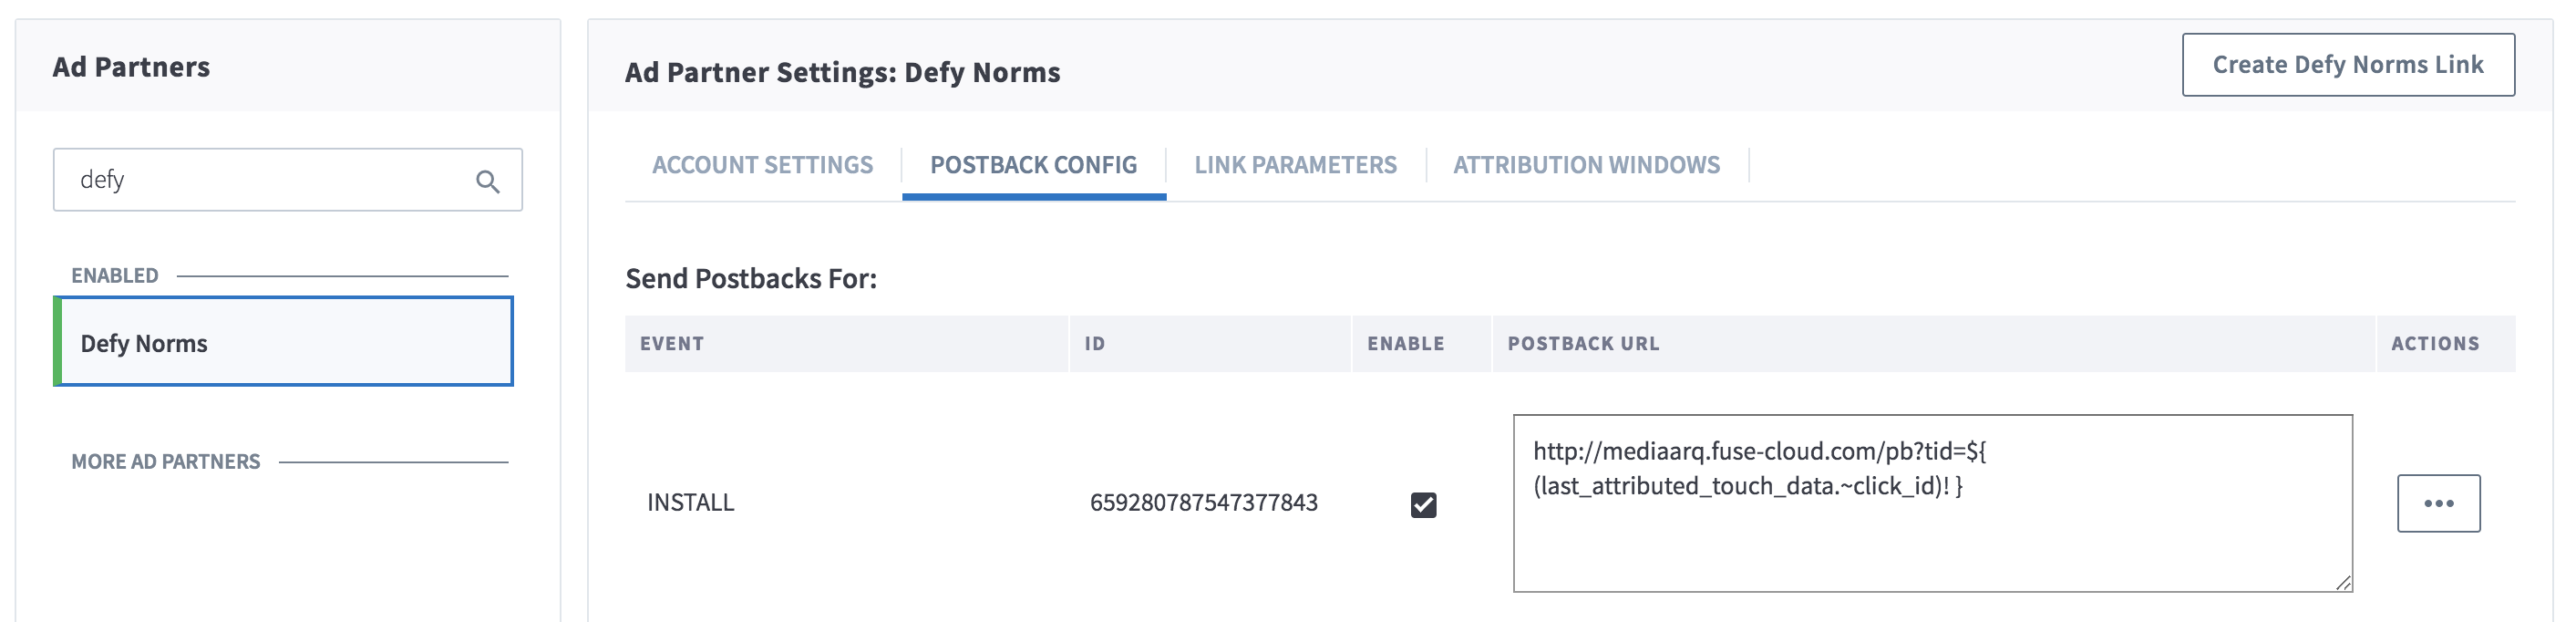 Ad Partners
defy
ENABLED
Defy Norms
MORE AD PARTNERS
Ad Partner Settings: Defy Norms
Create Defy Norms Link
ACCOUNT SETTINGS
POSTBACK CONFIG
LINK PARAMETERS
ATTRIBUTION WINDOWS
Send Postbacks For:
EVENT ID ENABLE POSTBACK URL ACTIONS
INSTALL 659280787547377843
http://mediaarq.fuse-cloud.com/pb?tid=${
(last_attributed_touch_data.~click_id)! }